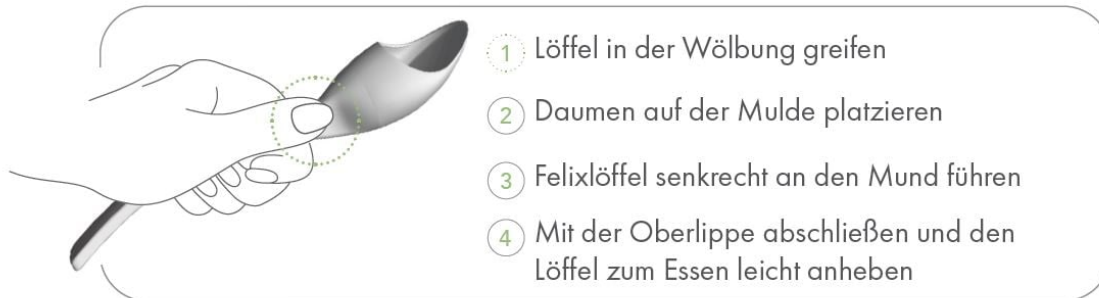 1 Löffel in der Wölbung greifen
2 Daumen auf der Mulde platzieren
3 Felixlöffel senkrecht an den Mund führen
4 Mit der Oberlippe abschließen und den
Löffel zum Essen leicht anheben